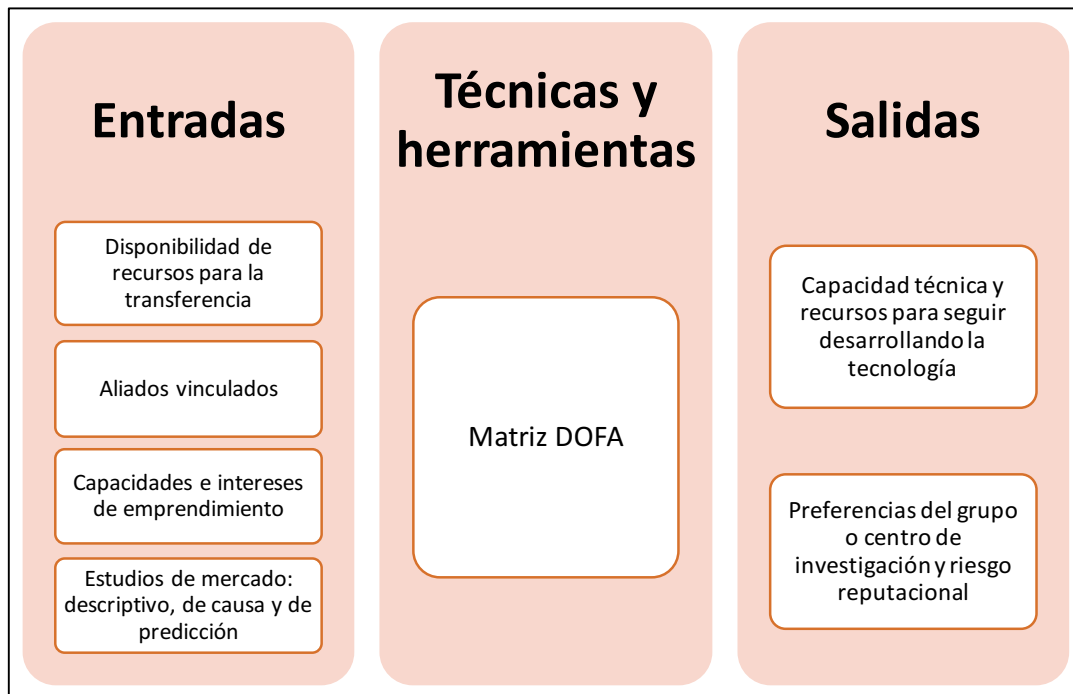 Entradas
Disponibilidad de
recursos para la
transferencia
Aliados vinculados
Capacidades e intereses
de emprendimiento
Estudios de mercado:
descriptivo, de causa y de
predicción
Técnicas y
herramientas
Matriz DOFA
Salidas
Capacidad técnica y
recursos para seguir
desarrollando la
tecnología
Preferencias del grupo
o centro de
investigación y riesgo
reputacional